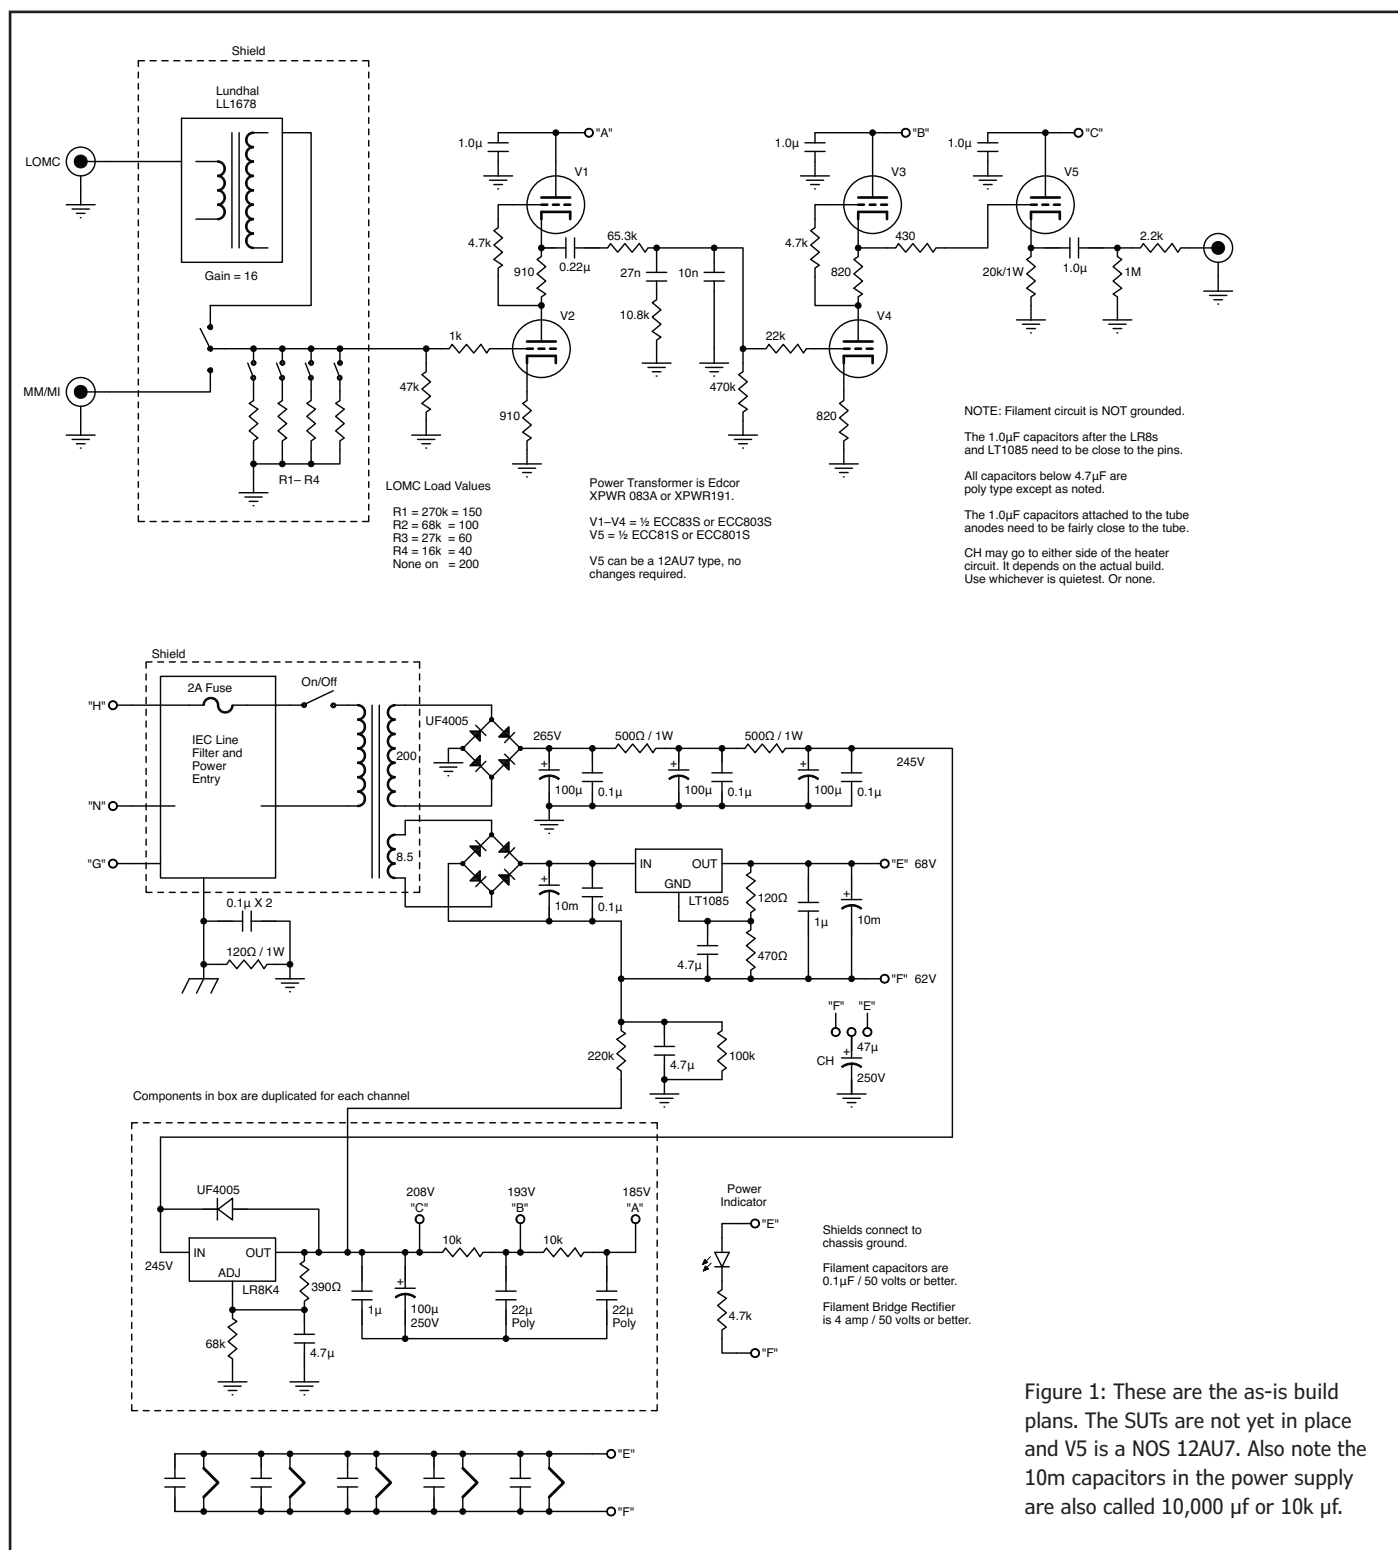 Shield
Lundhal
LL1678
LOMC
Gain = 16
MM/MI
R1– R4
1k
47k
1.0µ
"A"
V1
4.7k
910
0.22µ
65.3k
27n
10n
10.8k
V2
910
1.0µ
"B"
V3
4.7k
820
430
22k
470k
V4
820
1.0µ
"C"
V5
20k/1W
1.0µ
1M
2.2k
LOMC Load Values
R1 = 270k = 150
R2 = 68k = 100
R3 = 27k = 60
R4 = 16k = 40
None on = 200
Power Transformer is Edcor
XPWR 083A or XPWR191.
V1–V4 = ½ ECC83S or ECC803S
V5 = ½ ECC81S or ECC801S
V5 can be a 12AU7 type, no
changes required.
NOTE: Filament circuit is NOT grounded.
The 1.0µF capacitors after the LR8s
and LT1085 need to be close to the pins.
All capacitors below 4.7µF are
poly type except as noted.
The 1.0µF capacitors attached to the tube
anodes need to be fairly close to the tube.
CH may go to either side of the heater
circuit. It depends on the actual build.
Use whichever is quietest. Or none.
Shield
"H"
2A Fuse
On/Off
IEC Line
Filter and
Power
Entry
"N"
"G"
200
8.5
UF4005
265V
500Ω / 1W
500Ω / 1W
245V
+
100µ
0.1µ
+
100µ
0.1µ
+
100µ
0.1µ
0.1µ X 2
120Ω / 1W
+
10m
0.1µ
IN
OUT
GND
LT1085
120Ω
470Ω
4.7µ
1µ
+
10m
"E" 68V
"F" 62V
220k
4.7µ
100k
"F"
"E"
CH
+
47µ
250V
Components in box are duplicated for each channel
UF4005
245V
IN
OUT
ADJ
LR8K4
390Ω
68k
4.7µ
1µ
+
100µ
250V
208V
"C"
10k
193V
"B"
10k
185V
"A"
22µ
Poly
22µ
Poly
Power
Indicator
"E"
4.7k
"F"
Shields connect to
chassis ground.
Filament capacitors are
0.1µF / 50 volts or better.
Filament Bridge Rectifier
is 4 amp / 50 volts or better.
"E"
"F"
Figure 1: These are the as-is build
plans. The SUTs are not yet in place
and V5 is a NOS 12AU7. Also note the
10m capacitors in the power supply
are also called 10,000 µf or 10k µf.